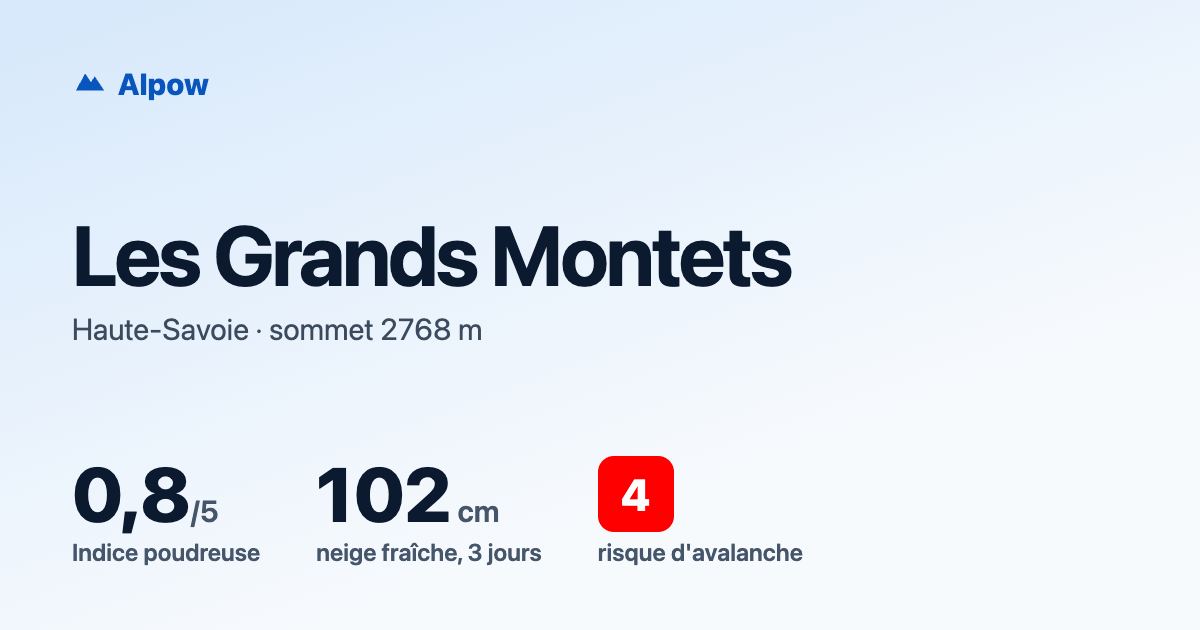 Alpow
Les Grands Montets
Haute-Savoie · sommet 2768 m
0,8/5 102 cm 4
Indice poudreuse neige fraîche, 3 jours risque d'avalanche